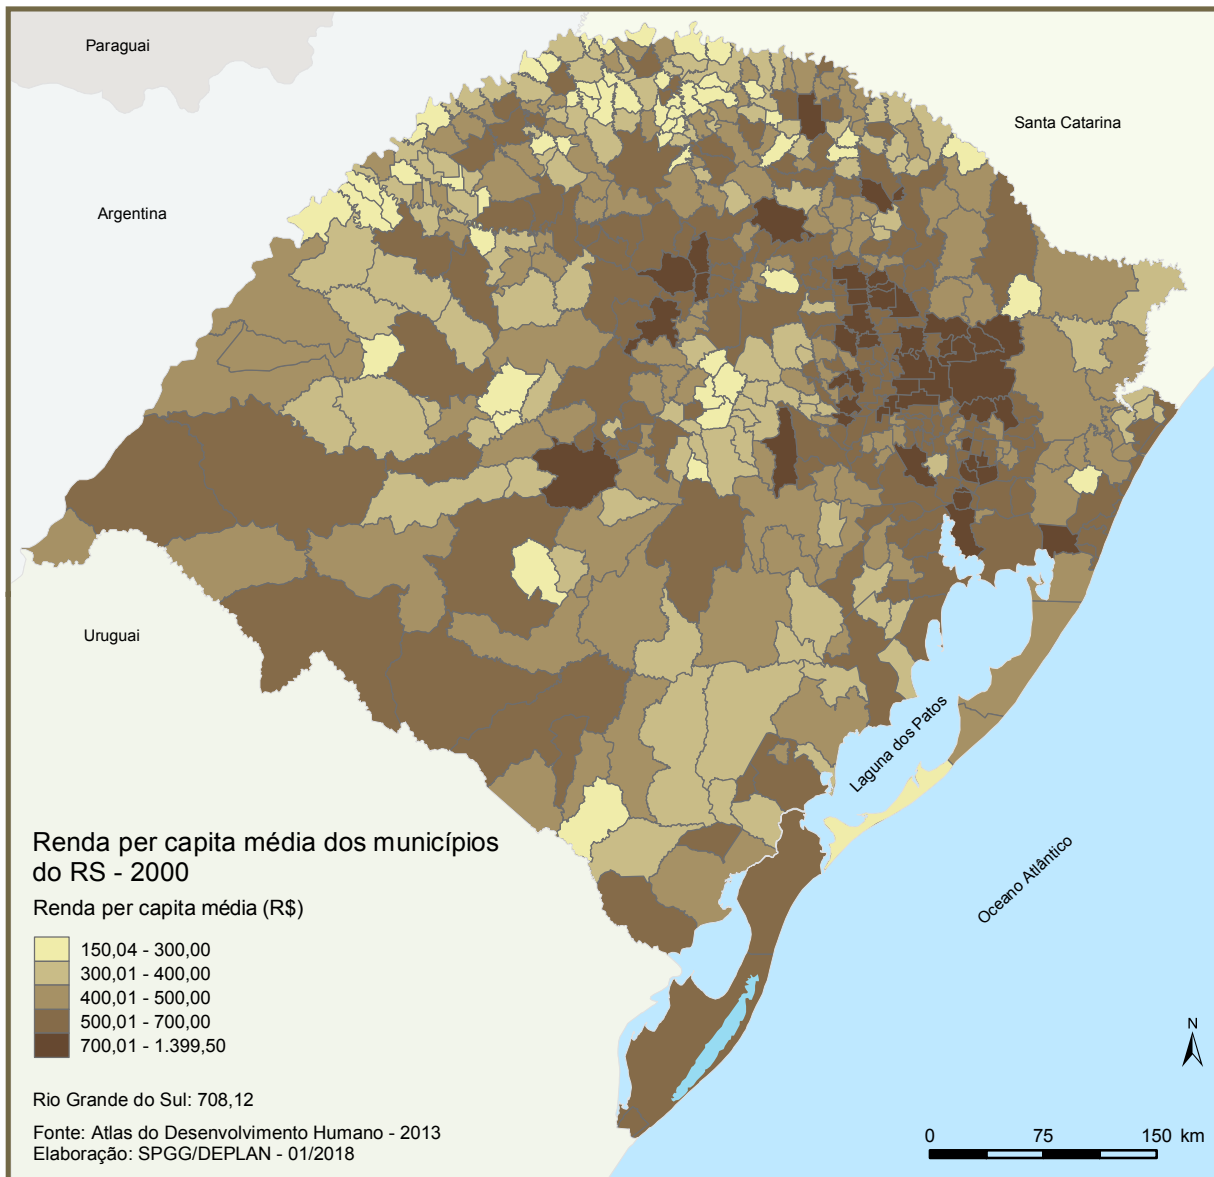 Paraguai
Santa Catarina
Argentina
Uruguai
Laguna dos Patos
Oceano Atlântico
Renda per capita média dos municípios
do RS - 2000
Renda per capita média (R$)
150,04 - 300,00
300,01 - 400,00
400,01 - 500,00
500,01 - 700,00
700,01 - 1.399,50
Rio Grande do Sul: 708,12
Fonte: Atlas do Desenvolvimento Humano - 2013
Elaboração: SPGG/DEPLAN - 01/2018
N
0 75 150 km